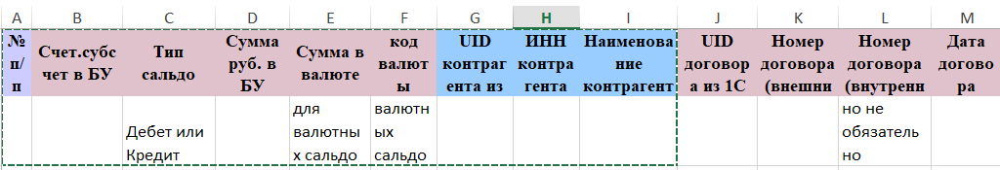 A B C D E F G H I J K L M
№ п/п
Счет.субсчет в БУ
Тип сальдо
Сумма руб. в БУ
Сумма в валюте
код валюты
UID контрагента из
ИНН контрагента
Наименование контрагент
UID договора из 1С
Номер договора (внешни
Номер договора (внутренн
Дата договора
Дебет или Кредит
для валютных сальдо
валютных сальдо
но не обязательно